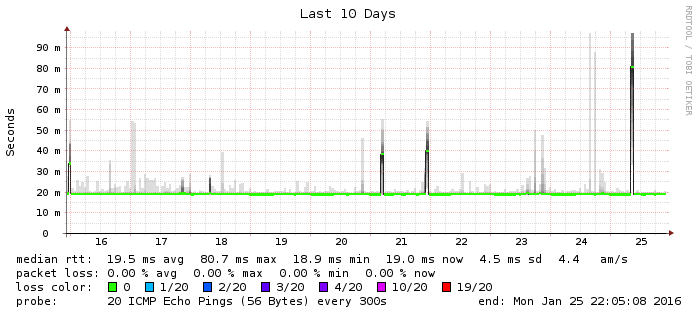 Last 10 Days
RRDTOOL / TOBI OETIKER
Seconds
90 m
80 m
70 m
60 m
50 m
40 m
30 m
20 m
10 m
0
16 17 18 19 20 21 22 23 24 25
median rtt: 19.5 ms avg 80.7 ms max 18.9 ms min 19.0 ms now 4.5 ms sd 4.4 am/s
packet loss: 0.00 % avg 0.00 % max 0.00 % min 0.00 % now
loss color: 0 1/20 2/20 3/20 4/20 10/20 19/20
probe: 20 ICMP Echo Pings (56 Bytes) every 300s end: Mon Jan 25 22:05:08 2016